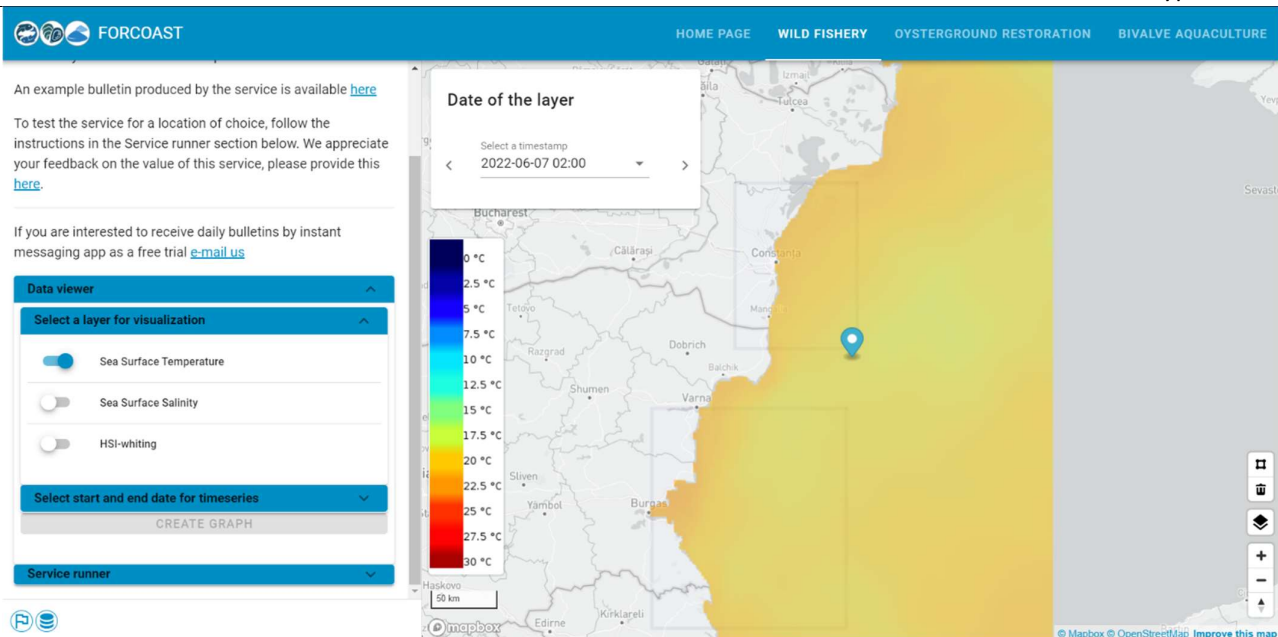 FORCOAST
HOME PAGE
WILD FISHERY
OYSTERGROUND RESTORATION
BIVALVE AQUACULTURE
An example bulletin produced by the service is available here
To test the service for a location of choice, follow the
instructions in the Service runner section below. We appreciate
your feedback on the value of this service, please provide this
here.
If you are interested to receive daily bulletins by instant
messaging app as a free trial e-mail us
Data viewer
Select a layer for visualization
Sea Surface Temperature
Sea Surface Salinity
HSI-whiting
Select start and end date for timeseries
CREATE GRAPH
Service runner
Date of the layer
Select a timestamp
2022-06-07 02:00
0 °C
2.5 °C
5 °C
7.5 °C
10 °C
12.5 °C
15 °C
17.5 °C
20 °C
22.5 °C
25 °C
27.5 °C
30 °C
50 km
mapbox
Izmail
Tulcea
Bucharest
Călărași
Constanta
Tetovo
Razgrad
Dobrich
Balchik
Shumen
Varna
Sliven
Yambol
Burgas
Haskovo
Edirne
Kirklareli
Sevast
© Mapbox © OpenStreetMap Improve this map